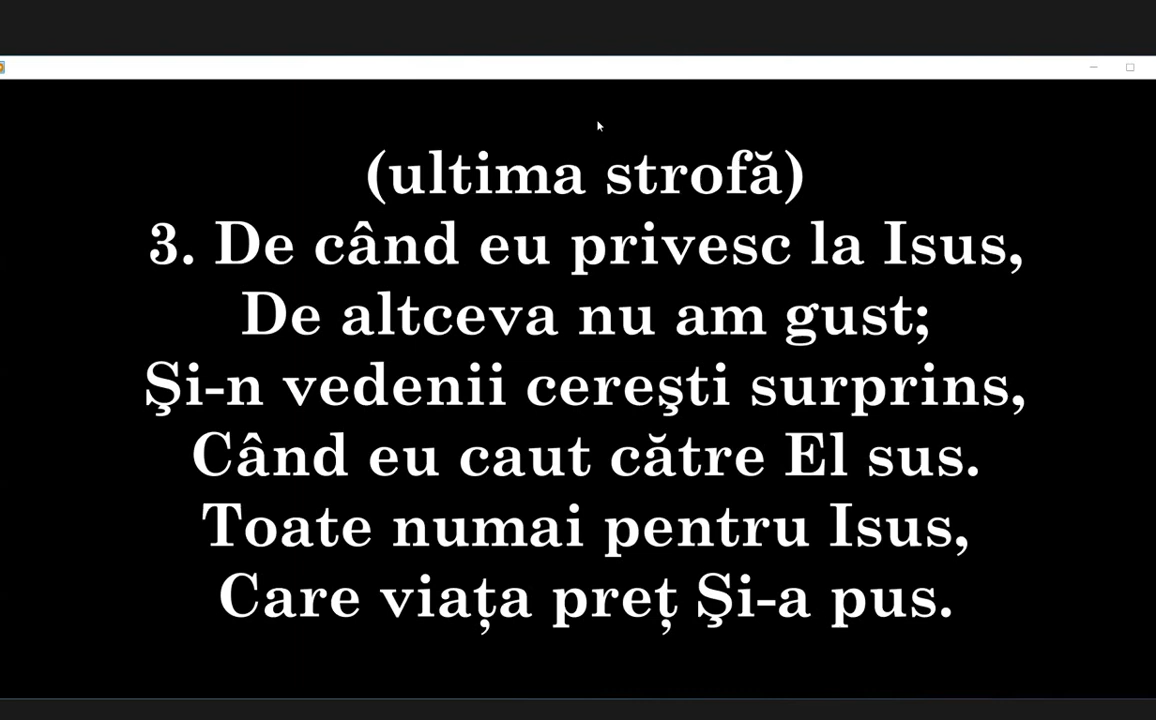 (ultima strofă)
3. De când eu privesc la Isus,
De altceva nu am gust;
Şi-n vedenii cereşti surprins,
Când eu caut către El sus.
Toate numai pentru Isus,
Care viața preț Şi-a pus.